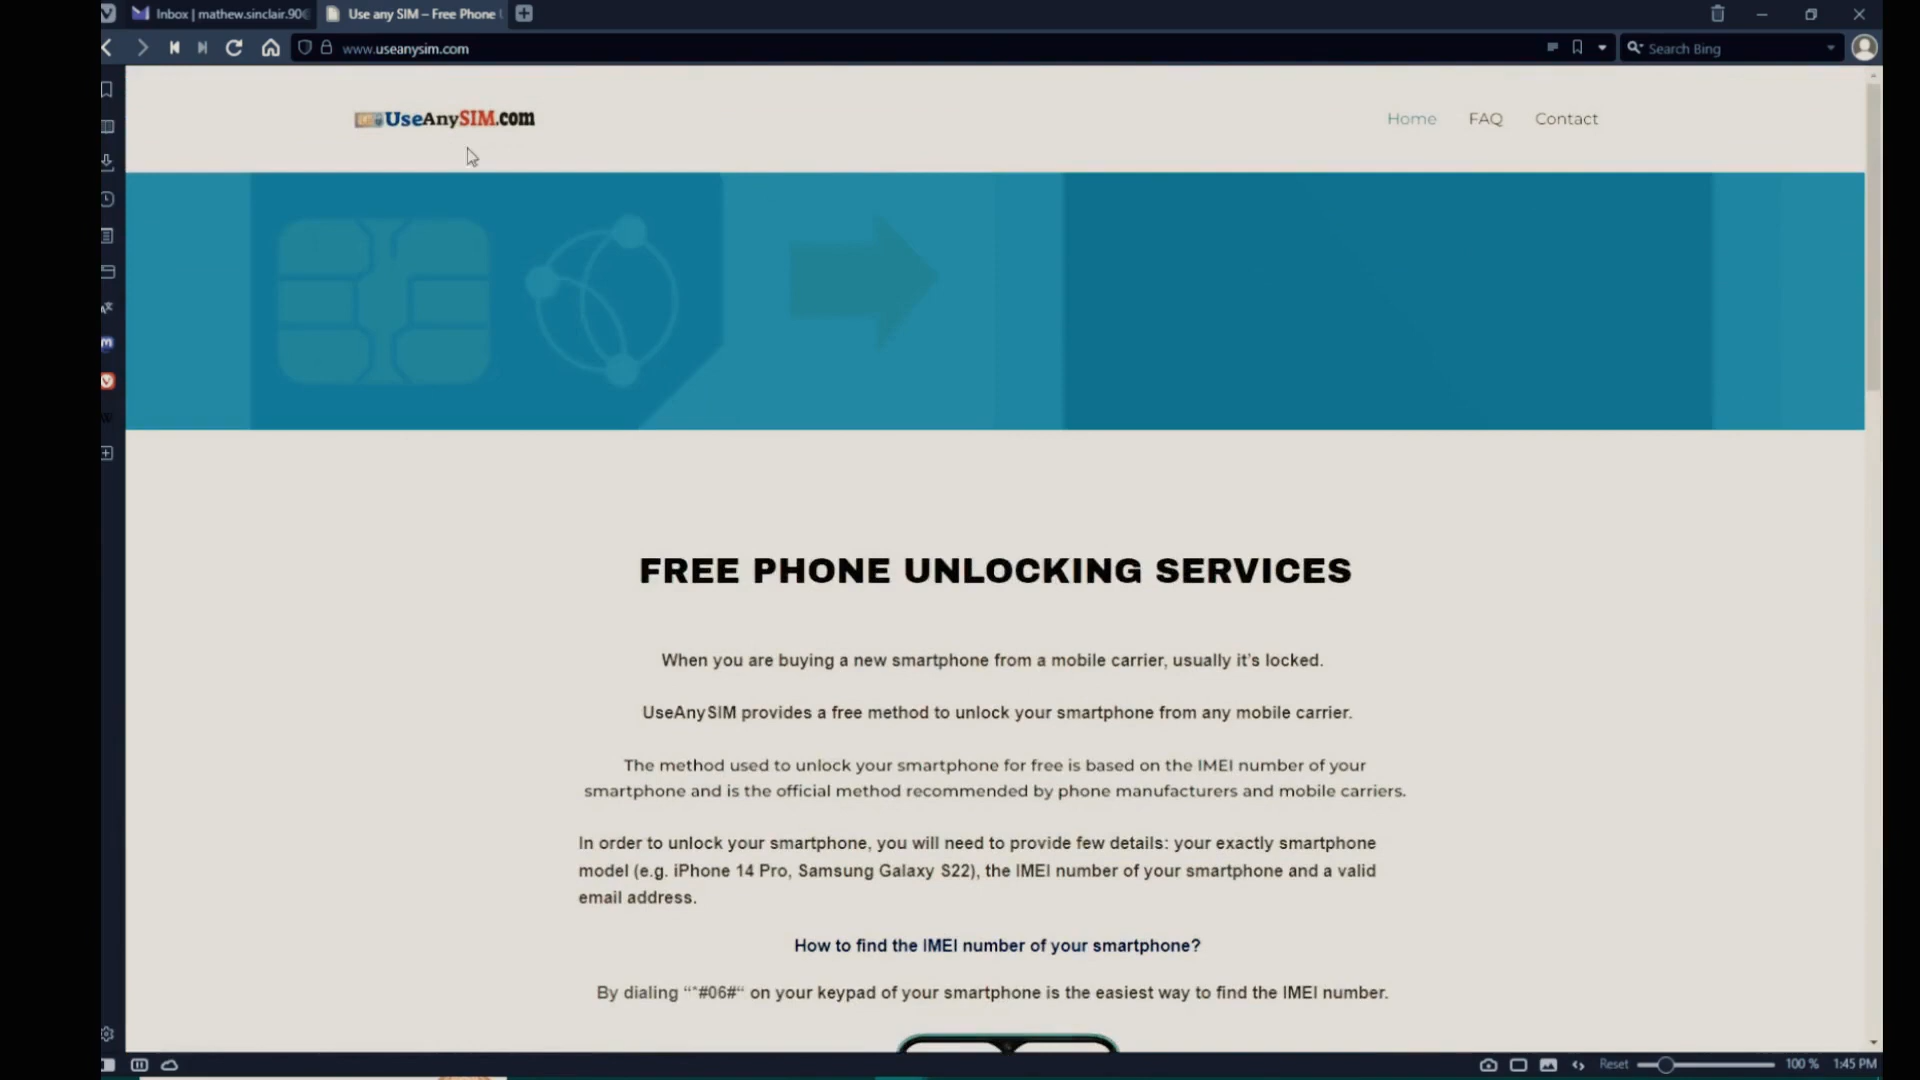 Inbox | mathew.sinclair.90
Use any SIM – Free Phone
www.useanysim.com
Search Bing
UseAnySIM.com
Home
FAQ
Contact
FREE PHONE UNLOCKING SERVICES
When you are buying a new smartphone from a mobile carrier, usually it's locked.
UseAnySIM provides a free method to unlock your smartphone from any mobile carrier.
The method used to unlock your smartphone for free is based on the IMEI number of your
smartphone and is the official method recommended by phone manufacturers and mobile carriers.
In order to unlock your smartphone, you will need to provide few details: your exactly smartphone
model (e.g. iPhone 14 Pro, Samsung Galaxy S22), the IMEI number of your smartphone and a valid
email address.
How to find the IMEI number of your smartphone?
By dialing “*#06#“ on your keypad of your smartphone is the easiest way to find the IMEI number.
Reset
100 %
1:45 PM